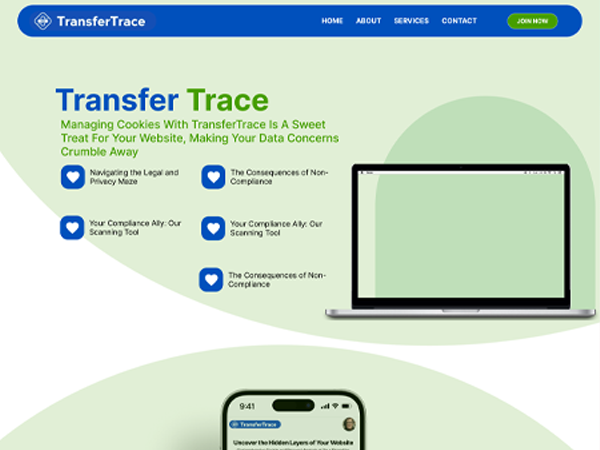 TransferTrace
HOME ABOUT SERVICES CONTACT JOIN NOW
Transfer Trace
Managing Cookies With TransferTrace Is A Sweet
Treat For Your Website, Making Your Data Concerns
Crumble Away
Navigating the Legal and
Privacy Maze
The Consequences of Non-
Compliance
Your Compliance Ally: Our
Scanning Tool
Your Compliance Ally: Our
Scanning Tool
The Consequences of Non-
Compliance
9:41
TransferTrace
Uncover the Hidden Layers of Your Website